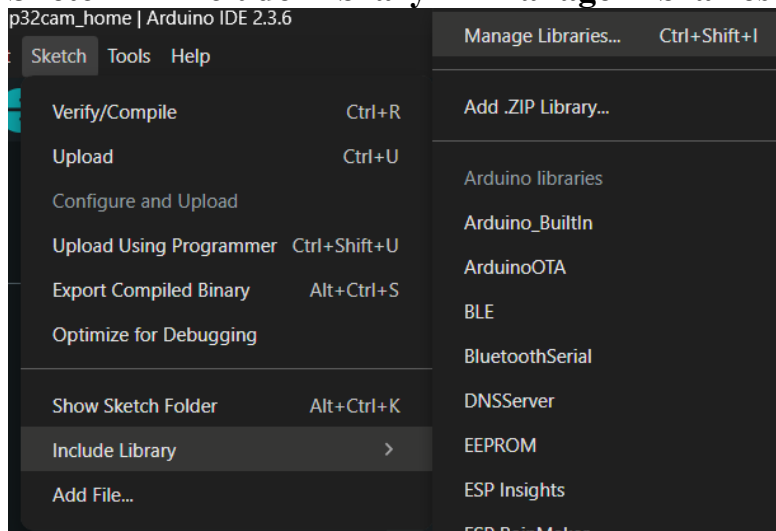 p32cam_home | Arduino IDE 2.3.6
Sketch Tools Help
Verify/Compile Ctrl+R
Upload Ctrl+U
Configure and Upload
Upload Using Programmer Ctrl+Shift+U
Export Compiled Binary Alt+Ctrl+S
Optimize for Debugging
Show Sketch Folder Alt+Ctrl+K
Include Library >
Add File...
Manage Libraries... Ctrl+Shift+I
Add .ZIP Library...
Arduino libraries
Arduino_BuiltIn
ArduinoOTA
BLE
BluetoothSerial
DNSServer
EEPROM
ESP Insights